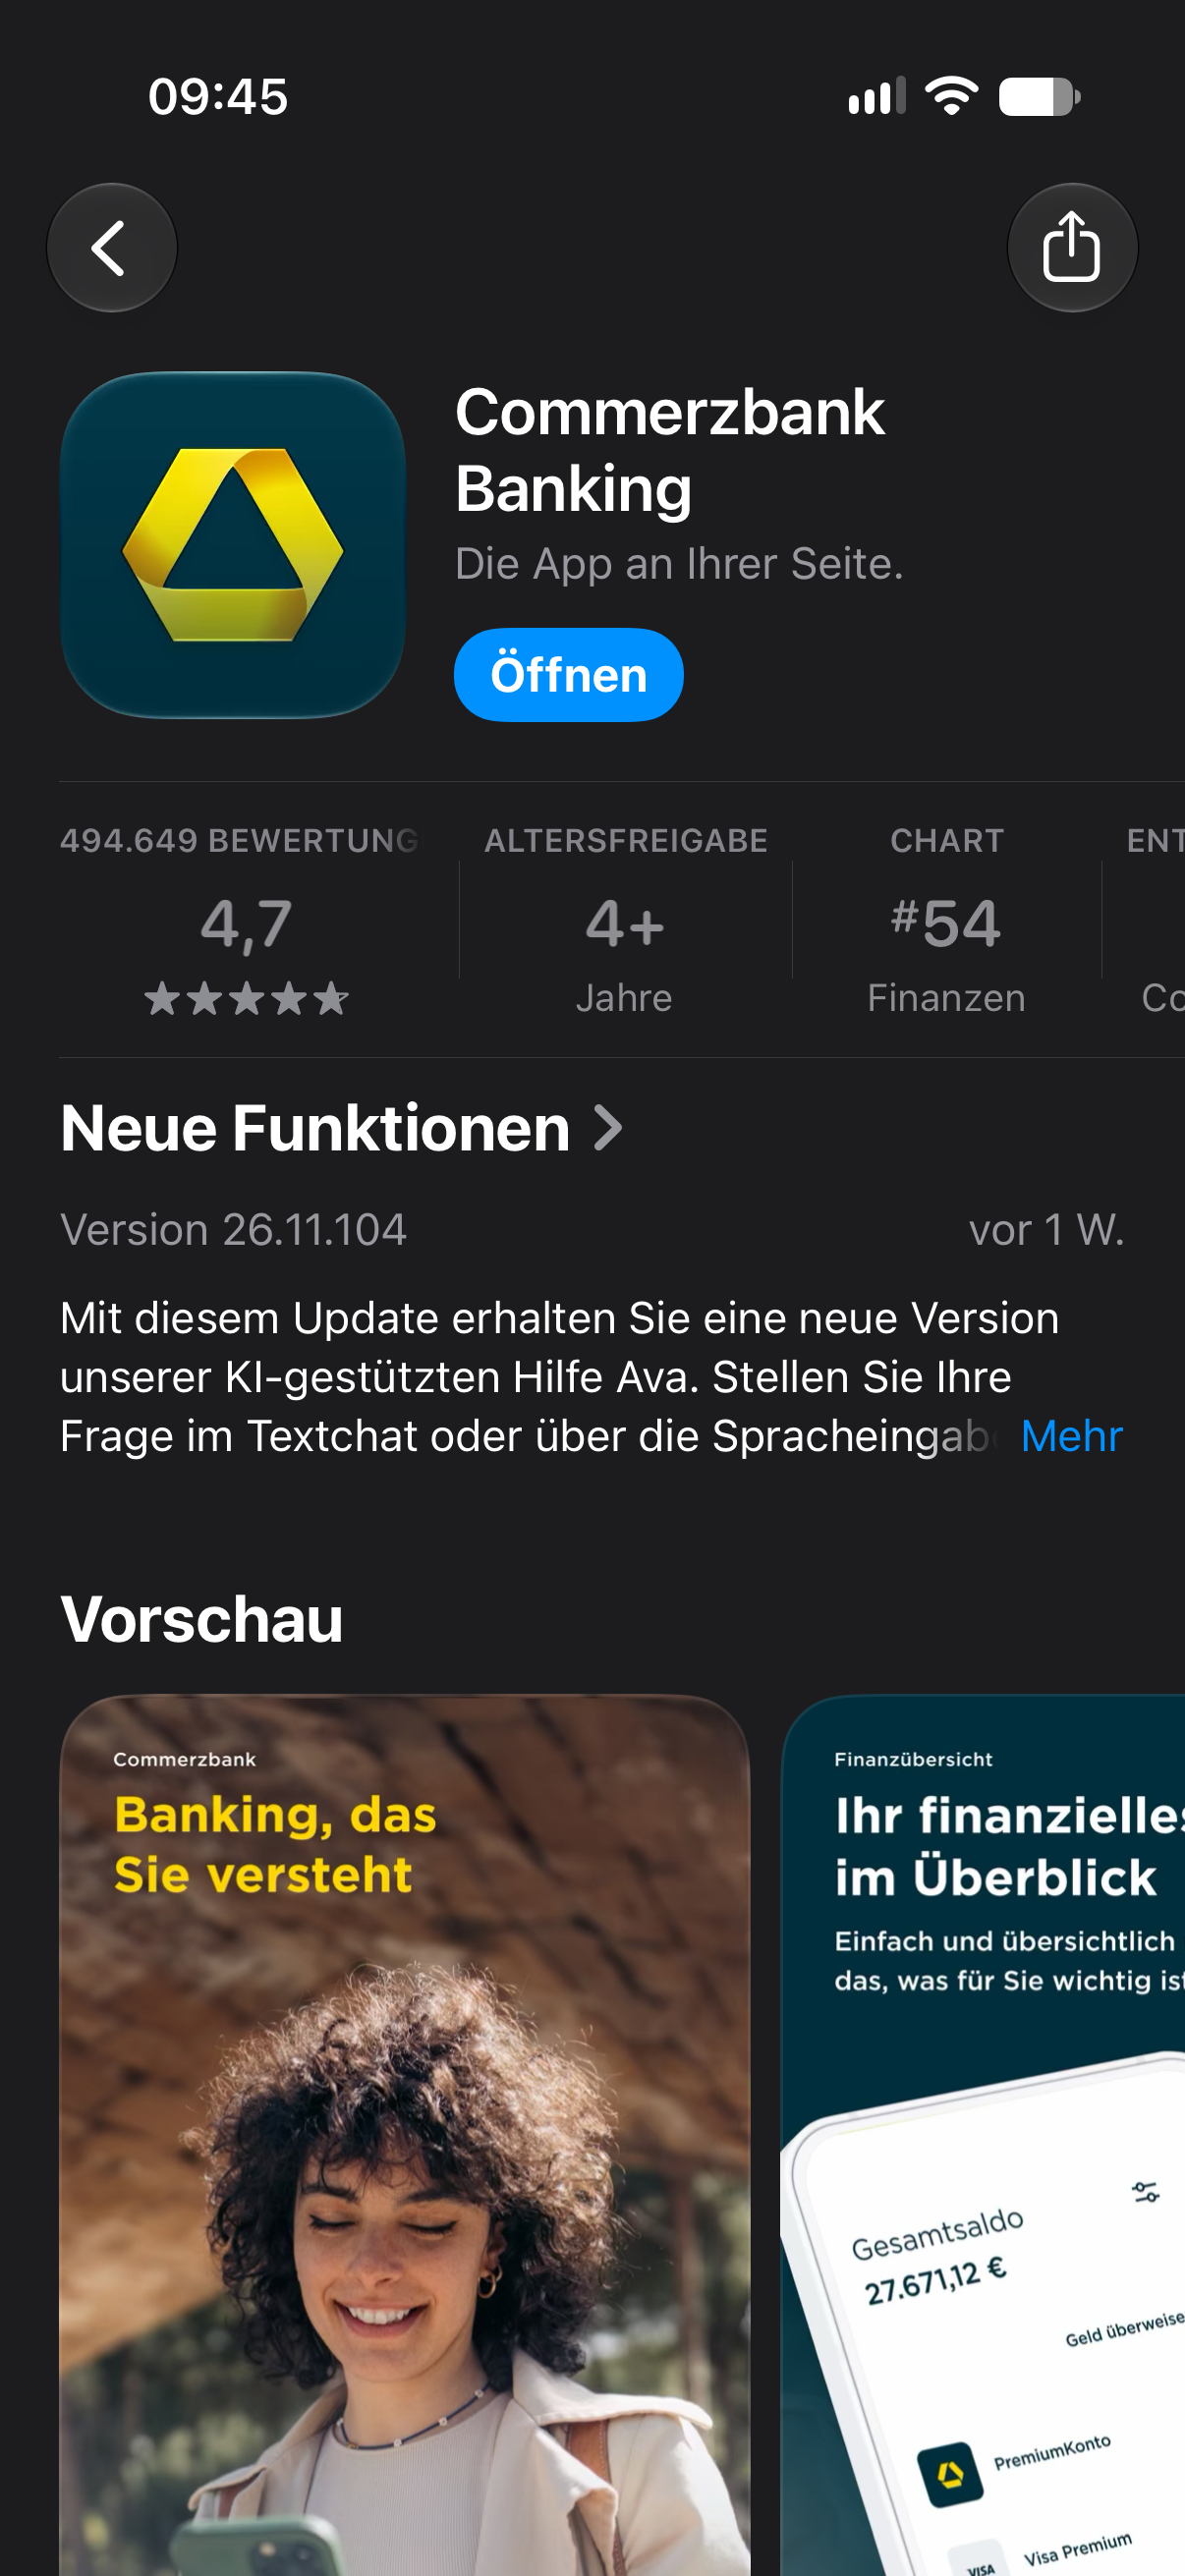 09:45
Commerzbank
Banking
Die App an Ihrer Seite.
Öffnen
494.649 BEWERTUNG
4,7
ALTERSFREIGABE
4+
Jahre
CHART
#54
Finanzen
ENT
Co
Neue Funktionen
Version 26.11.104 vor 1 W.
Mit diesem Update erhalten Sie eine neue Version
unserer KI-gestützten Hilfe Ava. Stellen Sie Ihre
Frage im Textchat oder über die Spracheingab Mehr
Vorschau
Commerzbank
Banking, das
Sie versteht
Finanzübersicht
Ihr finanzielles
im Überblick
Einfach und übersichtlich
das, was für Sie wichtig ist
Gesamtsaldo
27.671,12 €
Geld überweise
PremiumKonto
VISA
Visa Premium